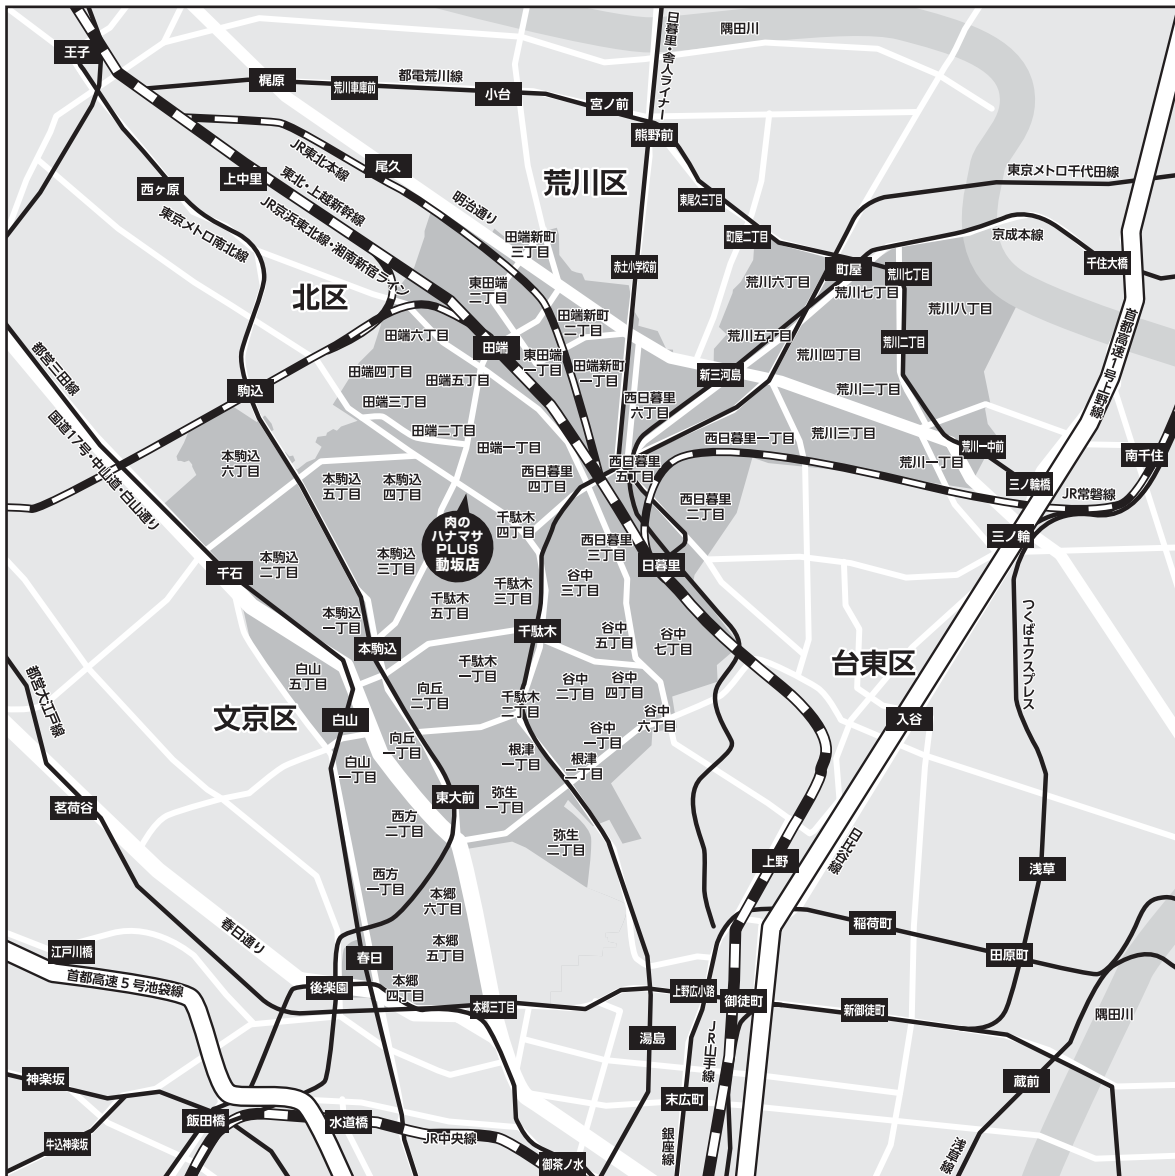 王子
梶原
荒川車庫前
都電荒川線
小台
宮ノ前
日暮里・舎人ライナー
隅田川
熊野前
JR東北本線
尾久
上中里
西ヶ原
東北・上越新幹線
JR京浜東北線・湘南新宿ライン
東京メトロ南北線
明治通り
荒川区
東尾久三丁目
東京メトロ千代田線
町屋二丁目
京成本線
田端新町
三丁目
赤土小学校前
町屋
荒川七丁目
千住大橋
北区
東田端
二丁目
荒川六丁目
荒川七丁目
荒川八丁目
田端六丁目
田端新町
二丁目
荒川五丁目
荒川二丁目
首都高速1号上野線
都営三田線
田端
東田端
一丁目
荒川四丁目
田端四丁目
田端五丁目
田端新町
一丁目
新三河島
荒川二丁目
駒込
田端三丁目
西日暮里
六丁目
国道17号・中山道・白山通り
田端二丁目
田端一丁目
西日暮里一丁目
荒川三丁目
荒川一中前
本駒込
六丁目
西日暮里
五丁目
荒川一丁目
南千住
本駒込
五丁目
本駒込
四丁目
西日暮里
四丁目
三ノ輪橋
JR常磐線
西日暮里
二丁目
肉の
ハナマサ
PLUS
動坂店
千駄木
四丁目
三ノ輪
西日暮里
三丁目
千石
本駒込
二丁目
本駒込
三丁目
日暮里
谷中
三丁目
千駄木
五丁目
千駄木
三丁目
つくばエクスプレス
本駒込
一丁目
千駄木
谷中
五丁目
谷中
七丁目
本駒込
台東区
都営大江戸線
白山
五丁目
千駄木
一丁目
向丘
二丁目
谷中
二丁目
谷中
四丁目
千駄木
二丁目
文京区
白山
谷中
六丁目
入谷
向丘
一丁目
谷中
一丁目
白山
一丁目
根津
一丁目
根津
二丁目
茗荷谷
東大前
弥生
一丁目
西方
二丁目
弥生
二丁目
日比谷線
上野
浅草
西方
一丁目
本郷
六丁目
春日通り
稲荷町
江戸川橋
春日
本郷
五丁目
田原町
首都高速5号池袋線
後楽園
本郷
四丁目
本郷三丁目
上野広小路
御徒町
新御徒町
隅田川
湯島
JR山手線
神楽坂
末広町
蔵前
飯田橋
水道橋
JR中央線
牛込神楽坂
御茶ノ水
銀座線
浅草線